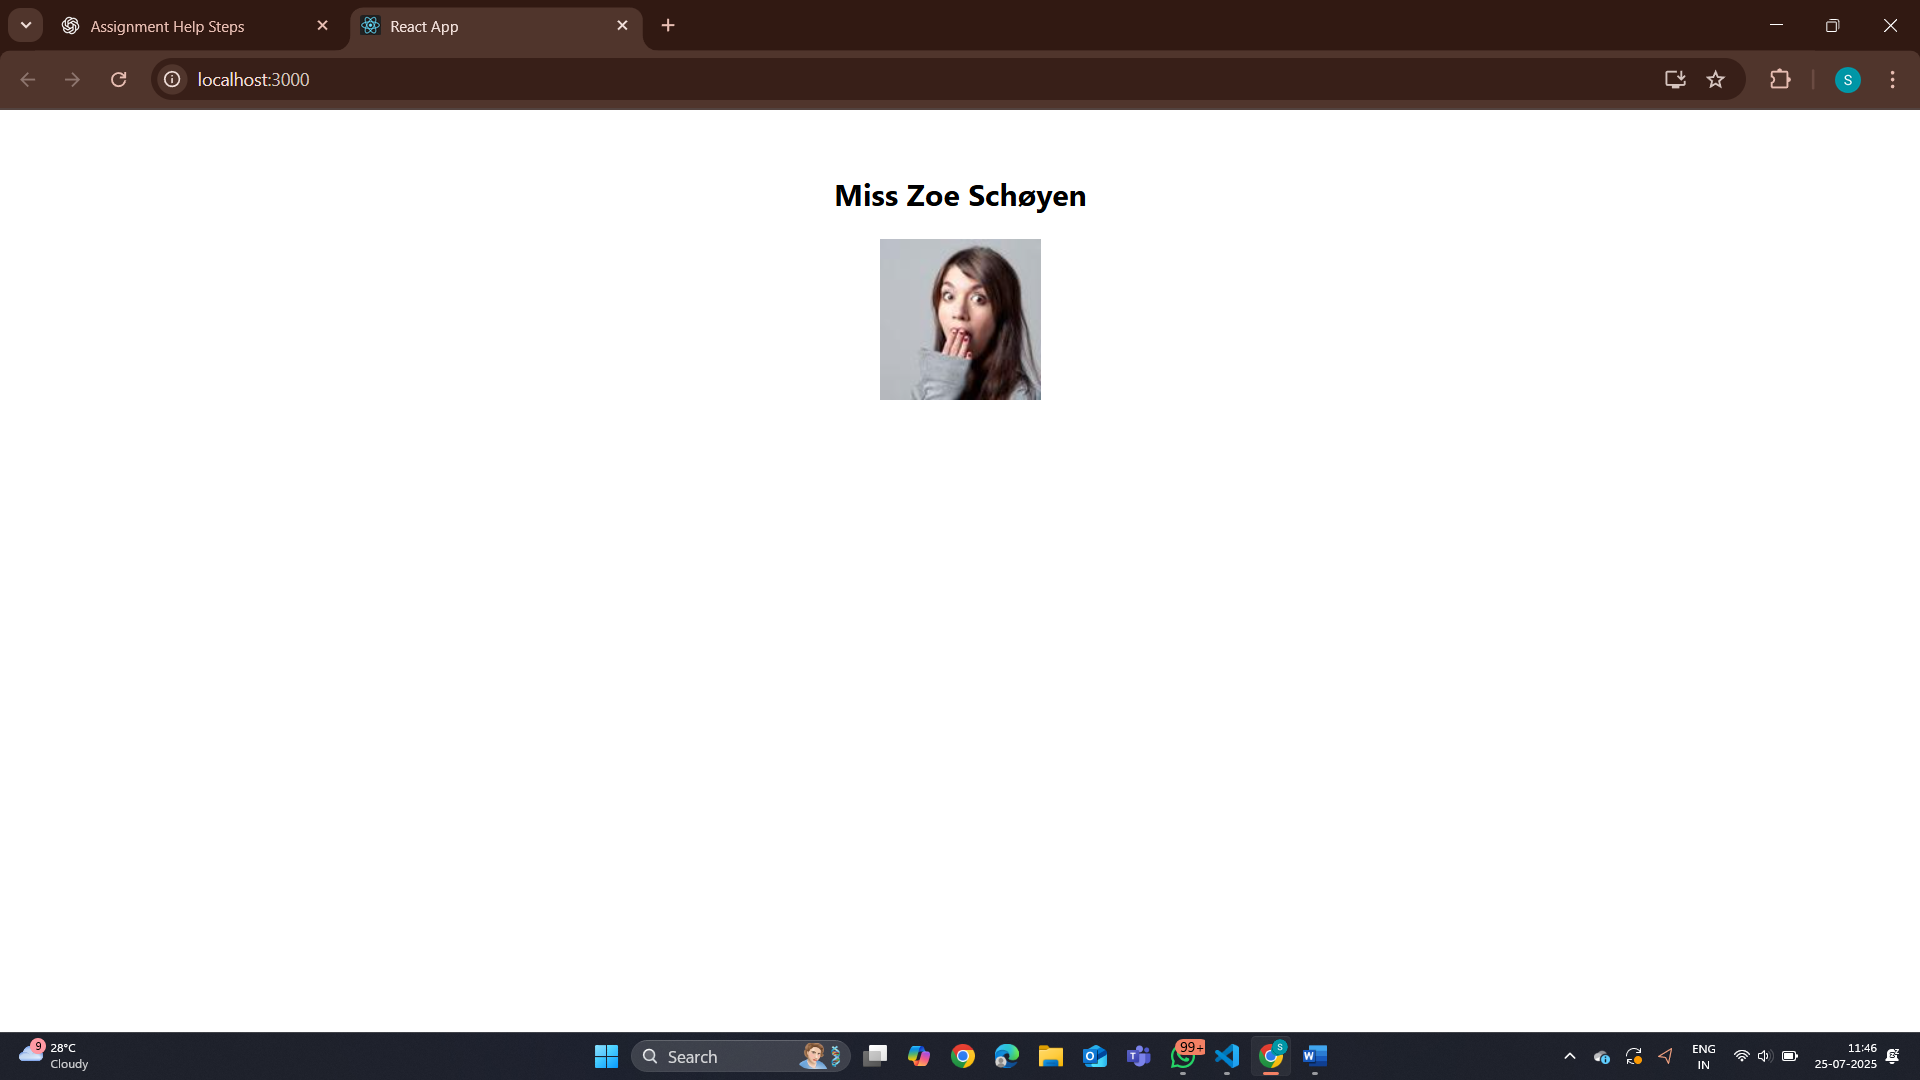 Assignment Help Steps
React App
localhost:3000
S
Miss Zoe Schøyen
9
28°C
Cloudy
Search
99+
S
ENG
IN
11:46
25-07-2025